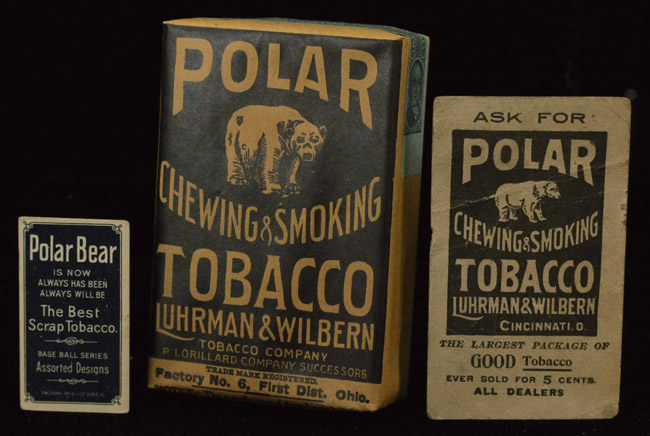 Polar Bear
IS NOW
ALWAYS HAS BEEN
ALWAYS WILL BE
The Best
Scrap Tobacco.
BASE BALL SERIES
Assorted Designs
POLAR
CHEWING & SMOKING
TOBACCO
LUHRMAN & WILBERN
TOBACCO COMPANY
P. LORILLARD COMPANY SUCCESSORS
TRADE MARK REGISTERED.
Factory No. 6, First Dist. Ohio.
ASK FOR
POLAR
CHEWING & SMOKING
TOBACCO
LUHRMAN & WILBERN
CINCINNATI.O.
THE LARGEST PACKAGE OF
GOOD Tobacco
EVER SOLD FOR 5 CENTS.
ALL DEALERS